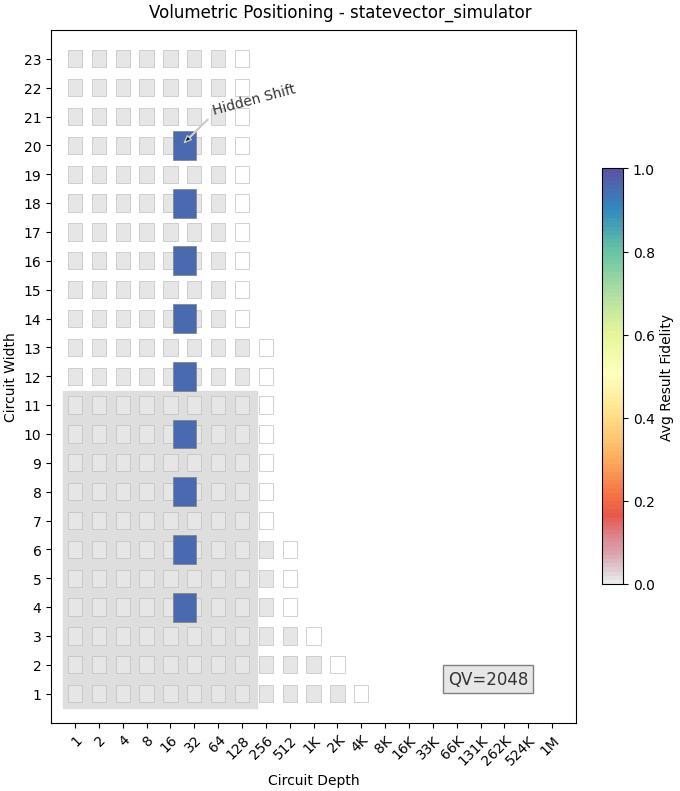 Volumetric Positioning - statevector_simulator
Circuit Width
23
22
21
20
19
18
17
16
15
14
13
12
11
10
9
8
7
6
5
4
3
2
1
Hidden Shift
QV=2048
1
2
4
8
16
32
64
128
256
512
1K
2K
4K
8K
16K
33K
66K
131K
262K
524K
1M
Circuit Depth
1.0
0.8
0.6
0.4
0.2
0.0
Avg Result Fidelity